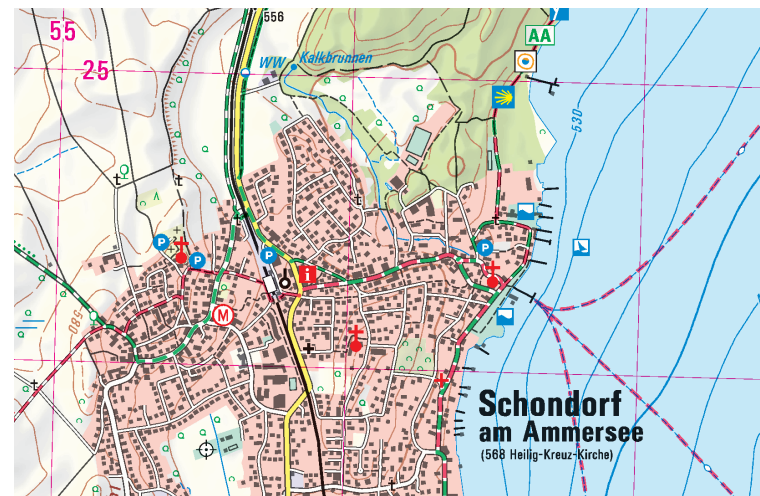 55
25
556
WW
Kalkbrunnen
AA
530
P
P
P
P
i
M
580
Schondorf
am Ammersee
(568 Heilig-Kreuz-Kirche)